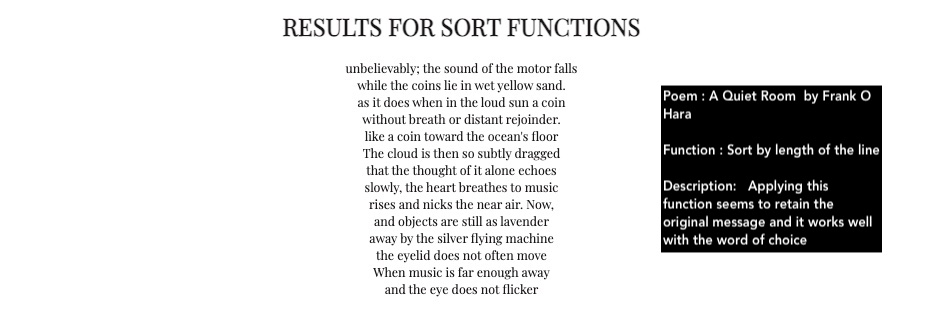 RESULTS FOR SORT FUNCTIONS
unbelievably; the sound of the motor falls
while the coins lie in wet yellow sand.
as it does when in the loud sun a coin
without breath or distant rejoinder.
like a coin toward the ocean's floor
The cloud is then so subtly dragged
that the thought of it alone echoes
slowly, the heart breathes to music
rises and nicks the near air. Now,
and objects are still as lavender
away by the silver flying machine
the eyelid does not often move
When music is far enough away
and the eye does not flicker
Poem : A Quiet Room by Frank O
Hara
Function : Sort by length of the line
Description: Applying this
function seems to retain the
original message and it works well
with the word of choice